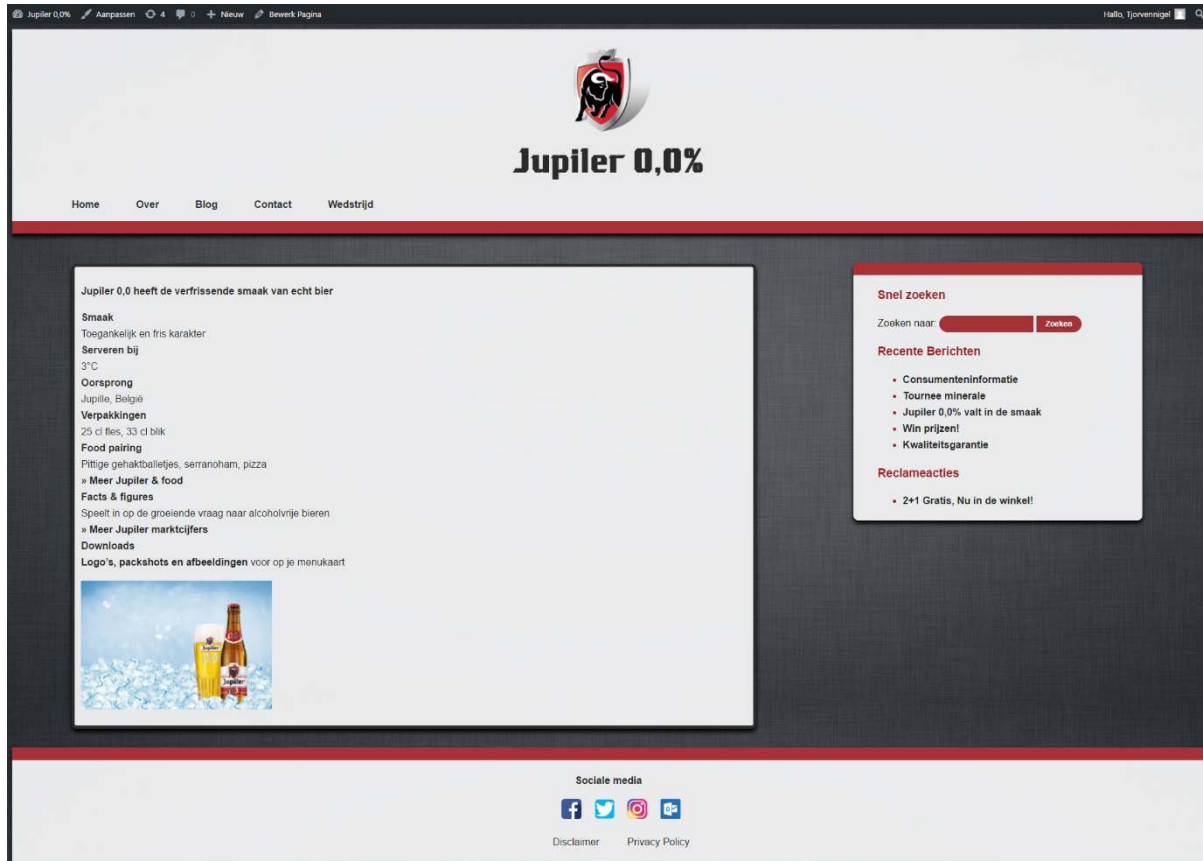 Jupiler 0,0% Aanpassen 4 0 Nieuw Bewerk Pagina Hallo, Tjorvennigel
Jupiler 0,0%
Home Over Blog Contact Wedstrijd
Jupiler 0,0 heeft de verfrissende smaak van echt bier
Smaak
Toegankelijk en fris karakter
Serveren bij
3°C
Oorsprong
Jupille, België
Verpakkingen
25 cl fles, 33 cl blik
Food pairing
Pittige gehaktballetjes, serranoham, pizza
» Meer Jupiler & food
Facts & figures
Speelt in op de groeiende vraag naar alcoholvrije bieren
» Meer Jupiler marktcijfers
Downloads
Logo's, packshots en afbeeldingen voor op je menukaart
Jupiler
Jupiler
Snel zoeken
Zoeken naar: Zoeken
Recente Berichten
• Consumenteninformatie
• Tournee minerale
• Jupiler 0,0% valt in de smaak
• Win prijzen!
• Kwaliteitsgarantie
Reclameacties
• 2+1 Gratis, Nu in de winkel!
Sociale media
Disclaimer Privacy Policy